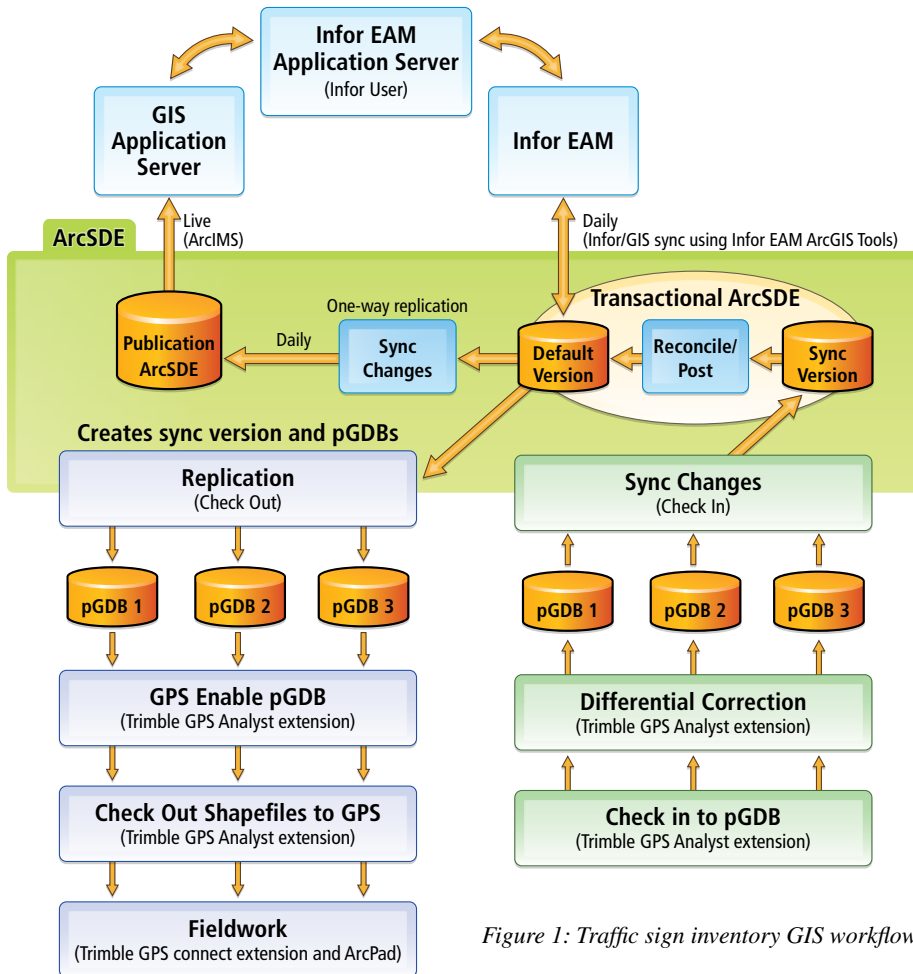 Infor EAM
Application Server
(Infor User)
GIS
Application
Server
Infor EAM
Live
(ArcIMS)
Daily
(Infor/GIS sync using Infor EAM ArcGIS Tools)
ArcSDE
Transactional ArcSDE
One-way replication
Publication
ArcSDE
Daily
Sync
Changes
Default
Version
Reconcile/
Post
Sync
Version
Creates sync version and pGDBs
Replication
(Check Out)
Sync Changes
(Check In)
pGDB 1
pGDB 2
pGDB 3
pGDB 1
pGDB 2
pGDB 3
GPS Enable pGDB
(Trimble GPS Analyst extension)
Differential Correction
(Trimble GPS Analyst extension)
Check Out Shapefiles to GPS
(Trimble GPS Analyst extension)
Check in to pGDB
(Trimble GPS Analyst extension)
Fieldwork
(Trimble GPS connect extension and ArcPad)
Figure 1: Traffic sign inventory GIS workflow